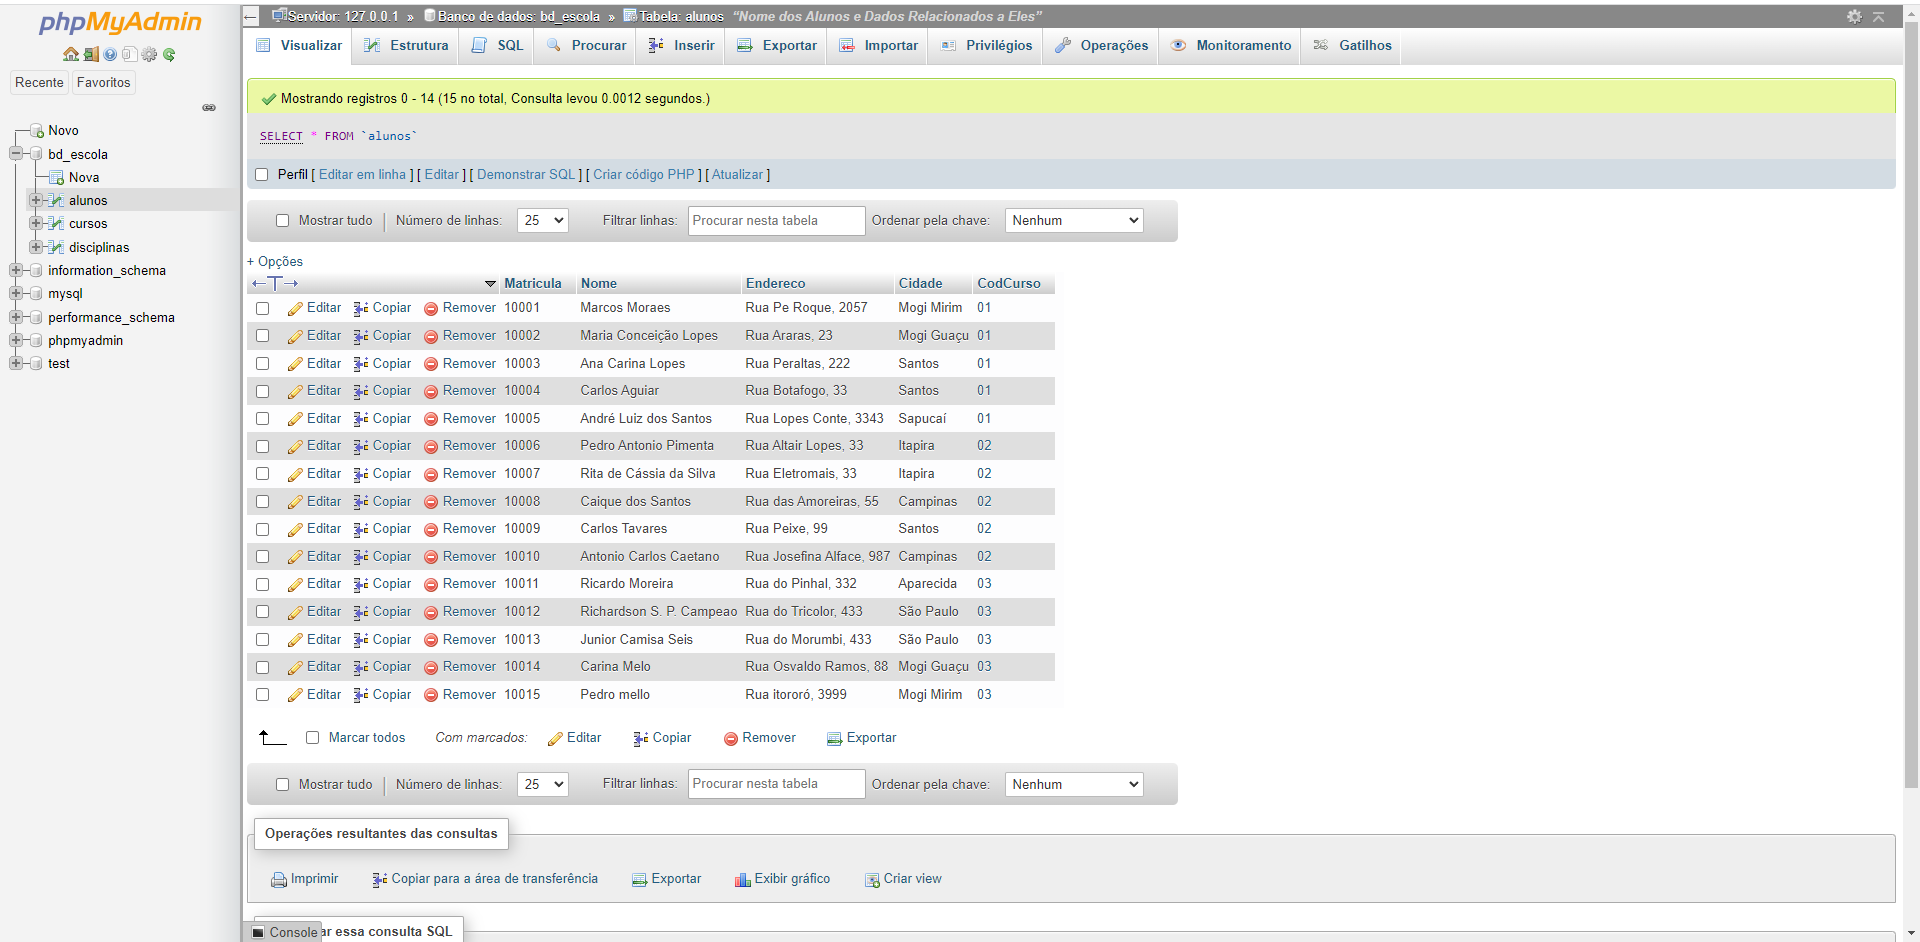 phpMyAdmin
Recente Favoritos
Novo
bd_escola
Nova
alunos
cursos
disciplinas
information_schema
mysql
performance_schema
phpmyadmin
test
Servidor: 127.0.0.1 » Banco de dados: bd_escola » Tabela: alunos "Nome dos Alunos e Dados Relacionados a Eles"
Visualizar Estrutura SQL Procurar Inserir Exportar Importar Privilégios Operações Monitoramento Gatilhos
Mostrando registros 0 - 14 (15 no total, Consulta levou 0.0012 segundos.)
SELECT * FROM `alunos`
Perfil [ Editar em linha ] [ Editar ] [ Demonstrar SQL ] [ Criar código PHP ] [ Atualizar ]
Mostrar tudo | Número de linhas: 25 Filtrar linhas: Procurar nesta tabela Ordenar pela chave: Nenhum
+ Opções
←T→ Matricula Nome Endereco Cidade CodCurso
Editar Copiar Remover 10001 Marcos Moraes Rua Pe Roque, 2057 Mogi Mirim 01
Editar Copiar Remover 10002 Maria Conceição Lopes Rua Araras, 23 Mogi Guaçu 01
Editar Copiar Remover 10003 Ana Carina Lopes Rua Peraltas, 222 Santos 01
Editar Copiar Remover 10004 Carlos Aguiar Rua Botafogo, 33 Santos 01
Editar Copiar Remover 10005 André Luiz dos Santos Rua Lopes Conte, 3343 Sapucaí 01
Editar Copiar Remover 10006 Pedro Antonio Pimenta Rua Altair Lopes, 33 Itapira 02
Editar Copiar Remover 10007 Rita de Cássia da Silva Rua Eletromais, 33 Itapira 02
Editar Copiar Remover 10008 Caique dos Santos Rua das Amoreiras, 55 Campinas 02
Editar Copiar Remover 10009 Carlos Tavares Rua Peixe, 99 Santos 02
Editar Copiar Remover 10010 Antonio Carlos Caetano Rua Josefina Alface, 987 Campinas 02
Editar Copiar Remover 10011 Ricardo Moreira Rua do Pinhal, 332 Aparecida 03
Editar Copiar Remover 10012 Richardson S. P. Campeao Rua do Tricolor, 433 São Paulo 03
Editar Copiar Remover 10013 Junior Camisa Seis Rua do Morumbi, 433 São Paulo 03
Editar Copiar Remover 10014 Carina Melo Rua Osvaldo Ramos, 88 Mogi Guaçu 03
Editar Copiar Remover 10015 Pedro mello Rua itororó, 3999 Mogi Mirim 03
Marcar todos Com marcados: Editar Copiar Remover Exportar
Mostrar tudo | Número de linhas: 25 Filtrar linhas: Procurar nesta tabela Ordenar pela chave: Nenhum
Operações resultantes das consultas
Imprimir Copiar para a área de transferência Exportar Exibir gráfico Criar view
Console ar essa consulta SQL